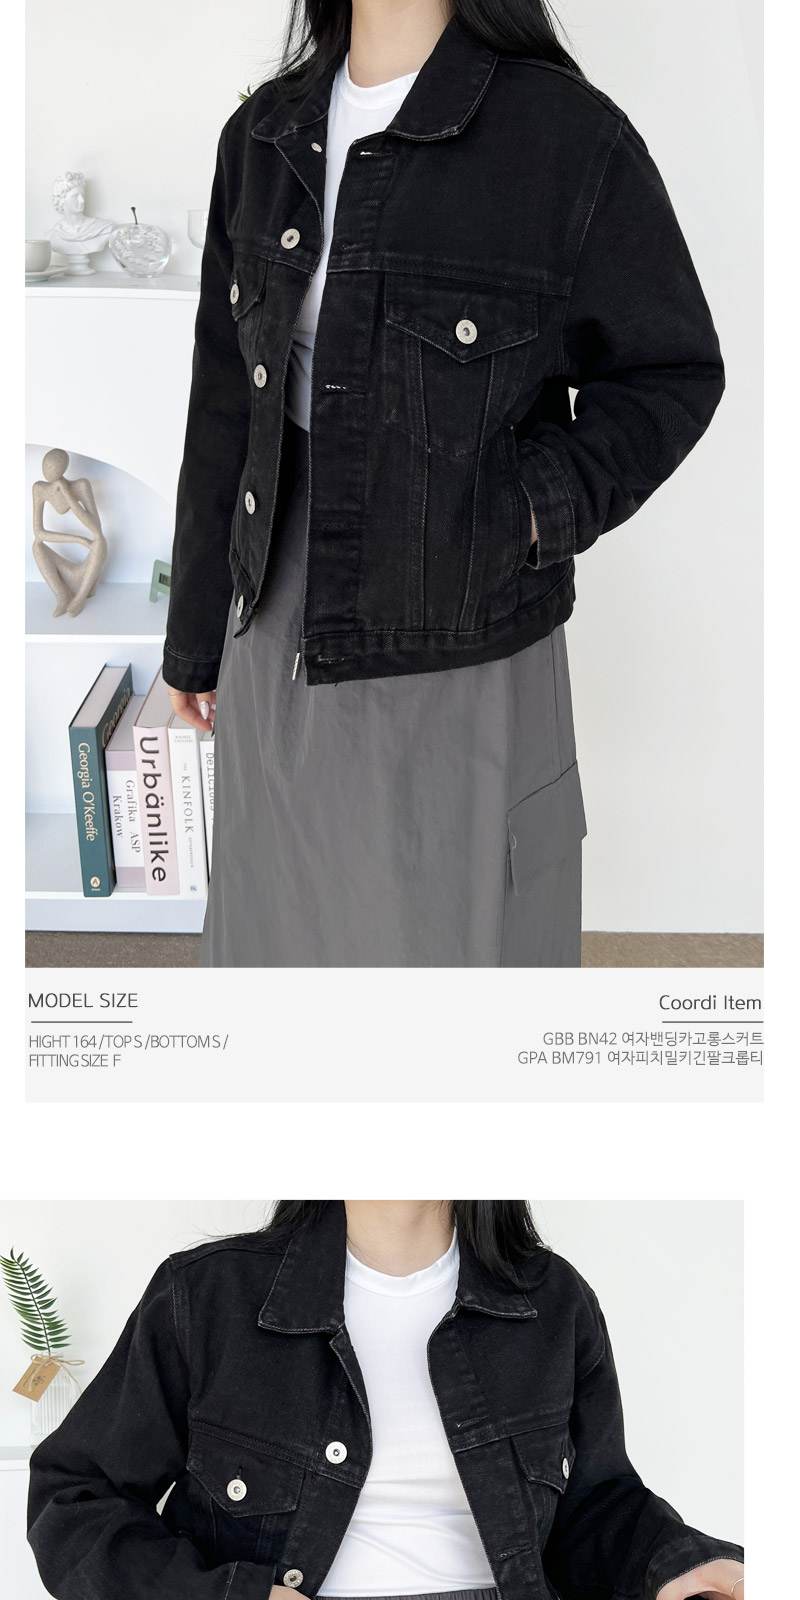 Georgia O'Keeffe
Grafika ASP
Krakow
Urbänlike
KINFOLK
MODEL SIZE
HIGHT 164 /TOP S /BOTTOM S /
FITTING SIZE F
Coordi Item
GBB BN42 여자밴딩카고롱스커트
GPA BM791 여자피치밀키긴팔크롭티